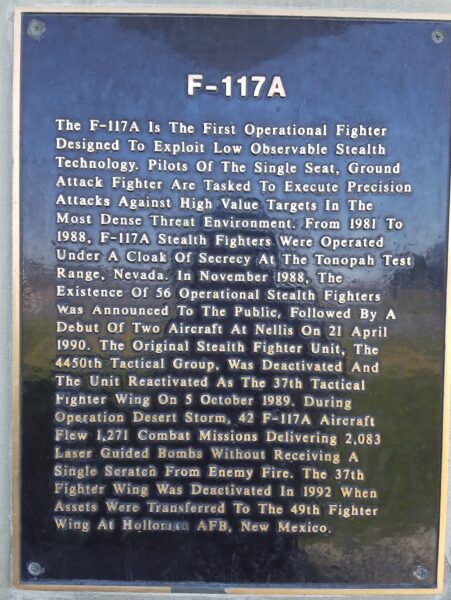 F-117A
The F-117A Is The First Operational Fighter
Designed To Exploit Low Observable Stealth
Technology. Pilots Of The Single Seat, Ground
Attack Fighter Are Tasked To Execute Precision
Attacks Against High Value Targets In The
Most Dense Threat Environment. From 1981 To
1988, F-117A Stealth Fighters Were Operated
Under A Cloak Of Secrecy At The Tonopah Test
Range, Nevada. In November 1988, The
Existence Of 56 Operational Stealth Fighters
Was Announced To The Public, Followed By A
Debut Of Two Aircraft At Nellis On 21 April
1990. The Original Stealth Fighter Unit, The
4450th Tactical Group, Was Deactivated And
The Unit Reactivated As The 37th Tactical
Fighter Wing On 5 October 1989. During
Operation Desert Storm, 42 F-117A Aircraft
Flew 1,271 Combat Missions Delivering 2,083
Laser Guided Bombs Without Receiving A
Single Scratch From Enemy Fire. The 37th
Fighter Wing Was Deactivated In 1992 When
Assets Were Transferred To The 49th Fighter
Wing At Holloman AFB, New Mexico.